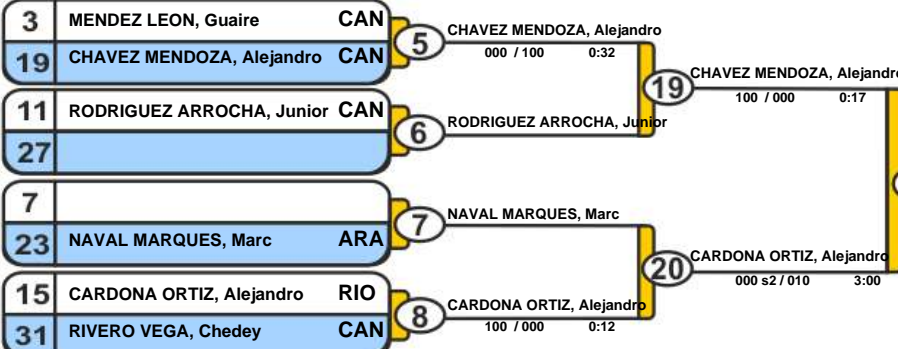 3 MENDEZ LEON, Guaire CAN
19 CHAVEZ MENDOZA, Alejandro CAN
5
CHAVEZ MENDOZA, Alejandro
000 / 100 0:32
11 RODRIGUEZ ARROCHA, Junior CAN
27
6
RODRIGUEZ ARROCHA, Junior
19
CHAVEZ MENDOZA, Alejandro
100 / 000 0:17
7
23 NAVAL MARQUES, Marc ARA
7
NAVAL MARQUES, Marc
15 CARDONA ORTIZ, Alejandro RIO
31 RIVERO VEGA, Chedey CAN
8
CARDONA ORTIZ, Alejandro
100 / 000 0:12
20
CARDONA ORTIZ, Alejandro
000 s2 / 010 3:00